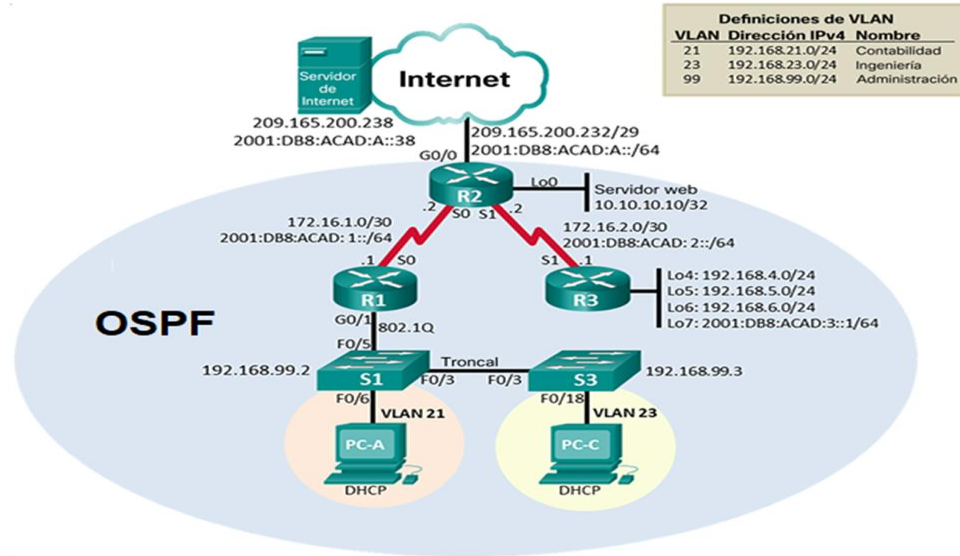 Definiciones de VLAN
VLAN Dirección IPv4 Nombre
21 192.168.21.0/24 Contabilidad
23 192.168.23.0/24 Ingeniería
99 192.168.99.0/24 Administración
Servidor
de
Internet
Internet
209.165.200.238
2001:DB8:ACAD:A::38
209.165.200.232/29
2001:DB8:ACAD:A::/64
G0/0
R2
Lo0
Servidor web
10.10.10.10/32
.2
S0
S1
.2
172.16.1.0/30
2001:DB8:ACAD: 1::/64
172.16.2.0/30
2001:DB8:ACAD: 2::/64
.1
S0
S1
.1
R1
R3
Lo4: 192.168.4.0/24
Lo5: 192.168.5.0/24
Lo6: 192.168.6.0/24
Lo7: 2001:DB8:ACAD:3::1/64
OSPF
G0/1
802.1Q
F0/5
192.168.99.2
S1
F0/3
Troncal
F0/3
S3
192.168.99.3
F0/6
VLAN 21
F0/18
VLAN 23
PC-A
PC-C
DHCP
DHCP